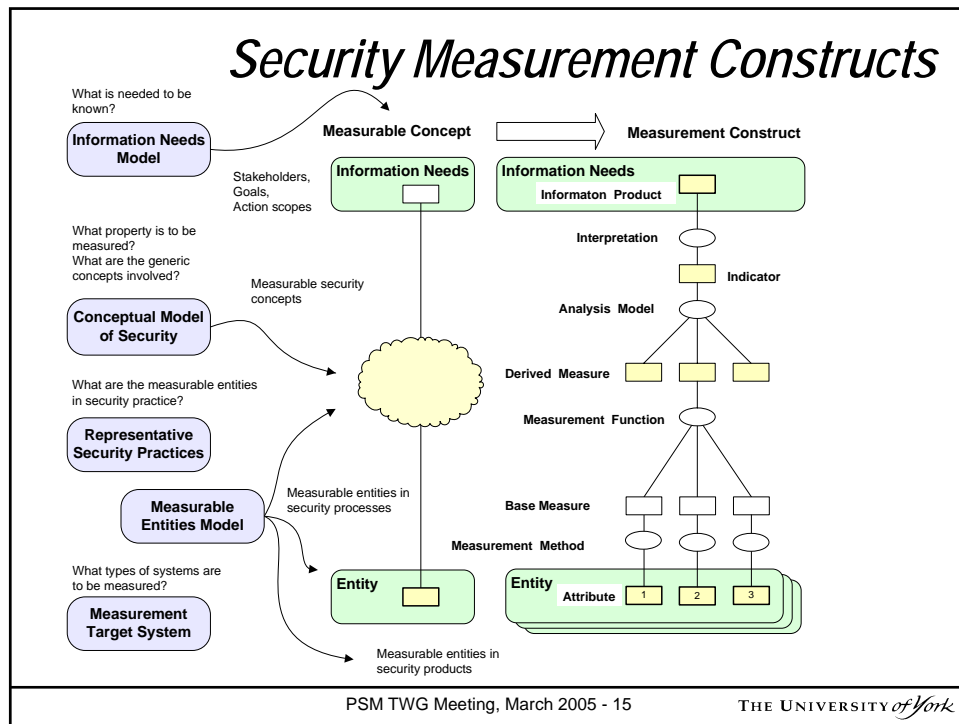 Security Measurement Constructs
What is needed to be
known?
Information Needs
Model
Measurable Concept
Measurement Construct
Stakeholders,
Goals,
Action scopes
Information Needs
Information Needs
Informaton Product
Interpretation
Indicator
Analysis Model
What property is to be
measured?
What are the generic
concepts involved?
Measurable security
concepts
Conceptual Model
of Security
Derived Measure
Measurement Function
What are the measurable entities
in security practice?
Representative
Security Practices
Measurable
Entities Model
Measurable entities in
security processes
Base Measure
Measurement Method
What types of systems are
to be measured?
Measurement
Target System
Entity
Entity
Attribute
1
2
3
Measurable entities in
security products
PSM TWG Meeting, March 2005 - 15
THE UNIVERSITY of York